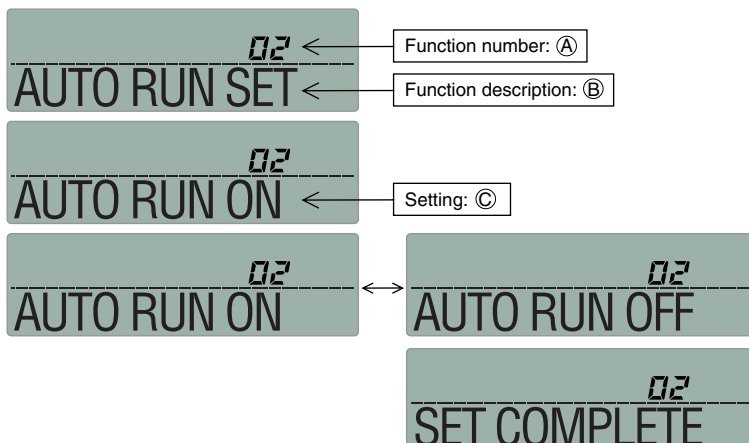 02
Function number: Ⓐ
AUTO RUN SET
Function description: Ⓑ
02
AUTO RUN ON
Setting: Ⓒ
02
AUTO RUN ON
02
AUTO RUN OFF
02
SET COMPLETE